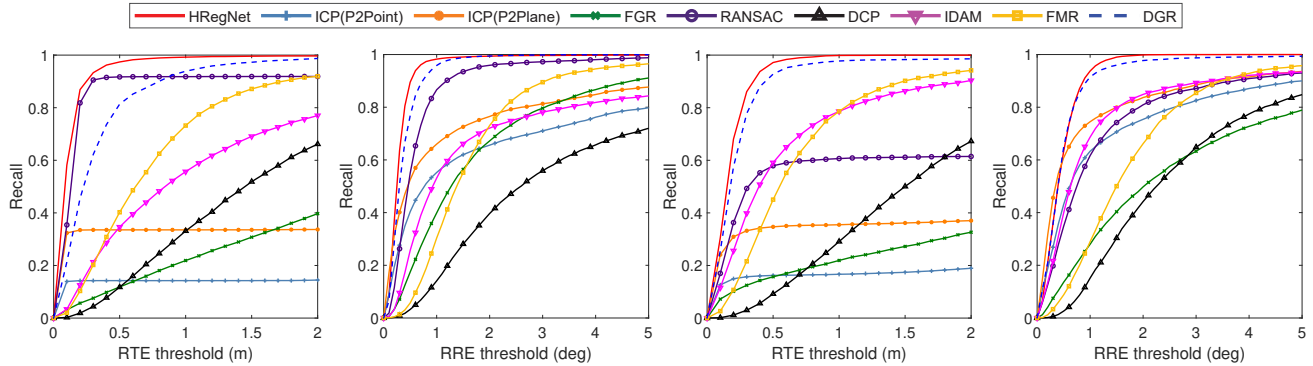 HRegNet ICP(P2Point) ICP(P2Plane) FGR RANSAC DCP IDAM FMR DGR
1
0.8
0.6
0.4
0.2
0
Recall
0 0.5 1 1.5 2
RTE threshold (m)
1
0.8
0.6
0.4
0.2
0
Recall
0 1 2 3 4 5
RRE threshold (deg)
1
0.8
0.6
0.4
0.2
0
Recall
0 0.5 1 1.5 2
RTE threshold (m)
1
0.8
0.6
0.4
0.2
0
Recall
0 1 2 3 4 5
RRE threshold (deg)